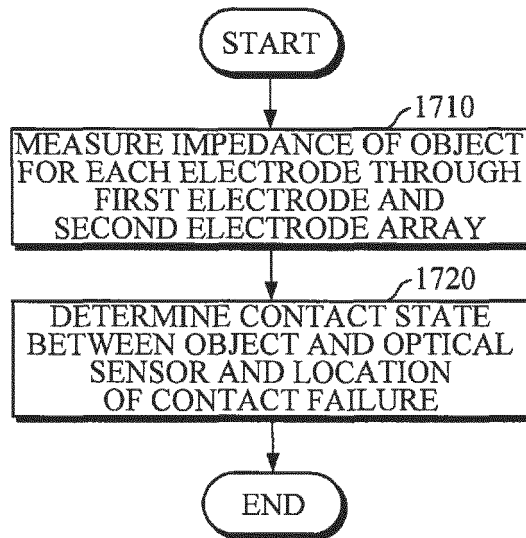 START
1710
MEASURE IMPEDANCE OF OBJECT
FOR EACH ELECTRODE THROUGH
FIRST ELECTRODE AND
SECOND ELECTRODE ARRAY
1720
DETERMINE CONTACT STATE
BETWEEN OBJECT AND OPTICAL
SENSOR AND LOCATION
OF CONTACT FAILURE
END